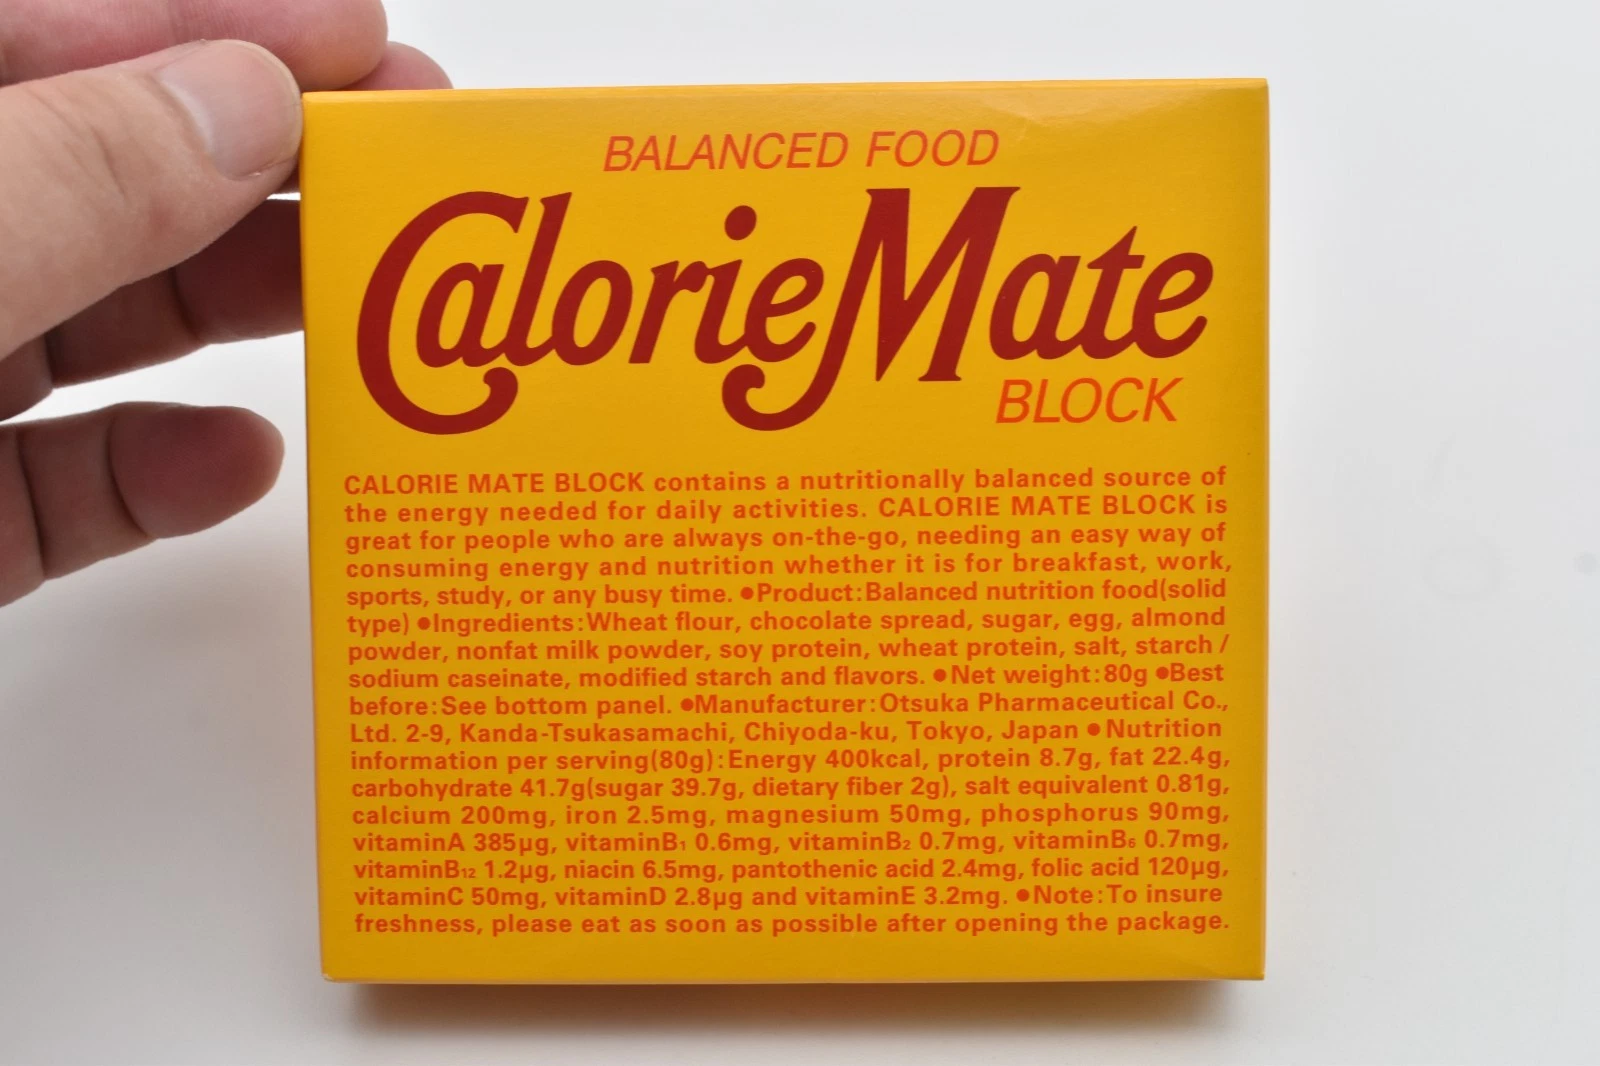 BALANCED FOOD
CalorieMate
BLOCK
CALORIE MATE BLOCK contains a nutritionally balanced source of
the energy needed for daily activities. CALORIE MATE BLOCK is
great for people who are always on-the-go, needing an easy way of
consuming energy and nutrition whether it is for breakfast, work,
sports, study, or any busy time. ●Product:Balanced nutrition food(solid
type) ●Ingredients:Wheat flour, chocolate spread, sugar, egg, almond
powder, nonfat milk powder, soy protein, wheat protein, salt, starch /
sodium caseinate, modified starch and flavors. ●Net weight:80g ●Best
before:See bottom panel. ●Manufacturer:Otsuka Pharmaceutical Co.,
Ltd. 2-9, Kanda-Tsukasamachi, Chiyoda-ku, Tokyo, Japan ●Nutrition
information per serving(80g):Energy 400kcal, protein 8.7g, fat 22.4g,
carbohydrate 41.7g(sugar 39.7g, dietary fiber 2g), salt equivalent 0.81g,
calcium 200mg, iron 2.5mg, magnesium 50mg, phosphorus 90mg,
vitaminA 385μg, vitaminB₁ 0.6mg, vitaminB₂ 0.7mg, vitaminB₆ 0.7mg,
vitaminB₁₂ 1.2μg, niacin 6.5mg, pantothenic acid 2.4mg, folic acid 120μg,
vitaminC 50mg, vitaminD 2.8μg and vitaminE 3.2mg. ●Note:To insure
freshness, please eat as soon as possible after opening the package.